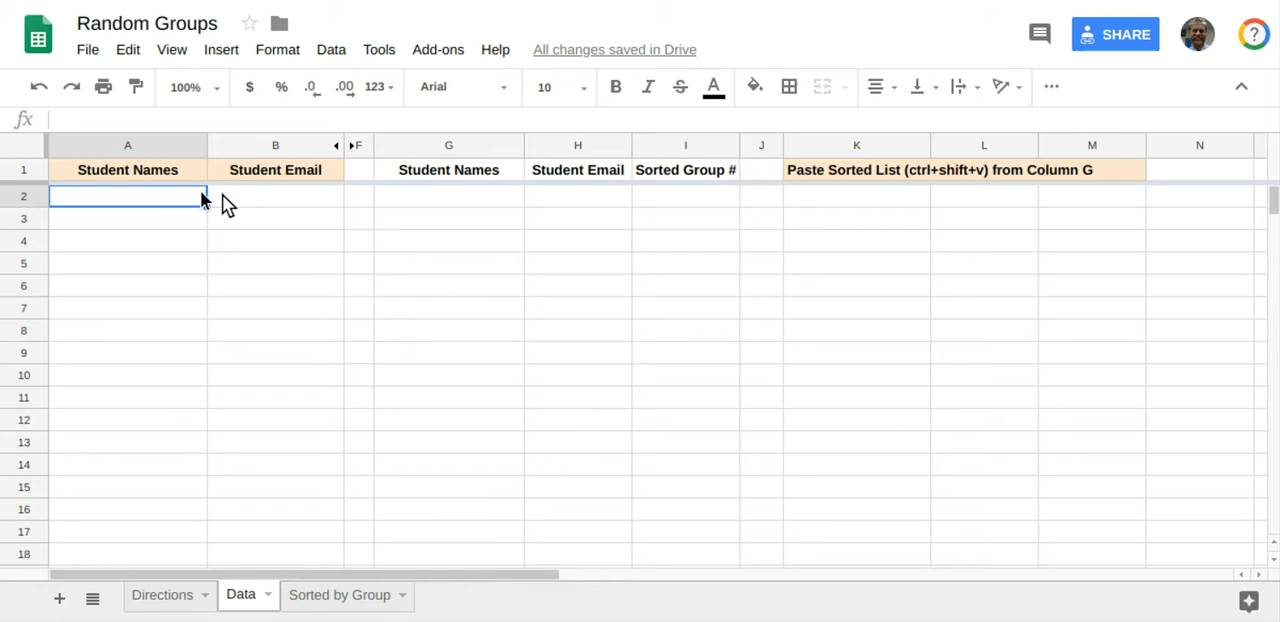 Random Groups
File Edit View Insert Format Data Tools Add-ons Help All changes saved in Drive
SHARE
100% $ % .0 .00 123 Arial 10 B I S A
fx
A B F G H I J K L M N
1 Student Names Student Email Student Names Student Email Sorted Group # Paste Sorted List (ctrl+shift+v) from Column G
2
3
4
5
6
7
8
9
10
11
12
13
14
15
16
17
18
Directions Data Sorted by Group